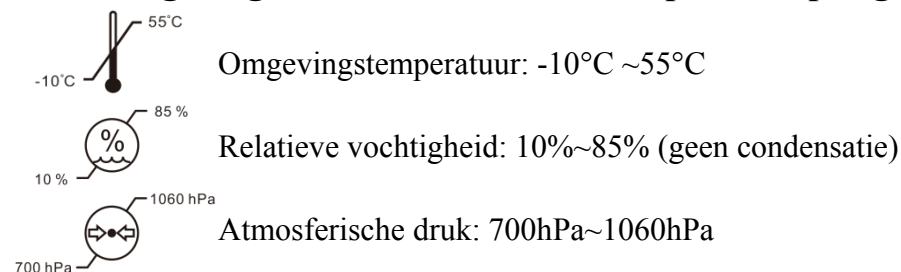 55°C
-10°C
Omgevingstemperatuur: -10°C ~55°C
85 %
%
10 %
Relatieve vochtigheid: 10%~85% (geen condensatie)
1060 hPa
700 hPa
Atmosferische druk: 700hPa~1060hPa